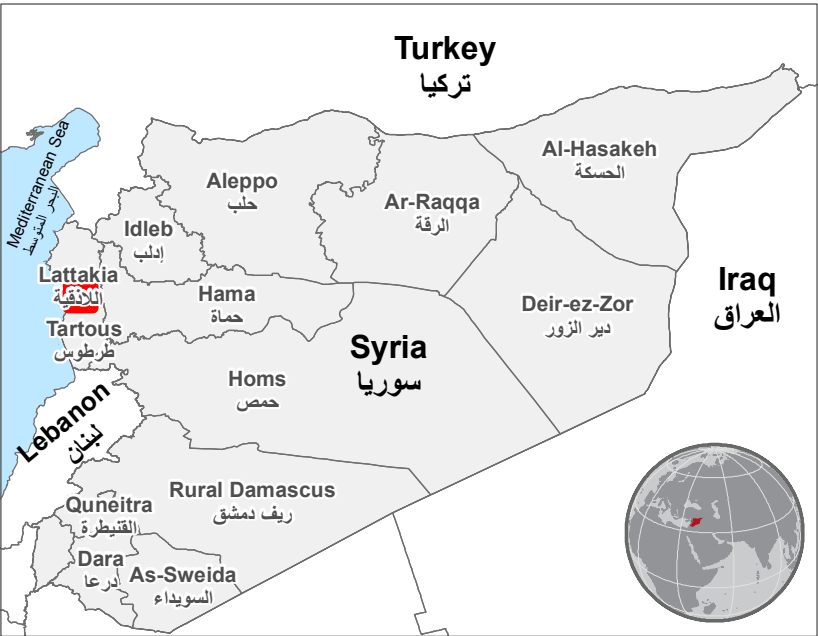 Turkey
تركيا
Mediterranean Sea
البحر المتوسط
Al-Hasakeh
الحسكة
Aleppo
حلب
Ar-Raqqa
الرقة
Idleb
إدلب
Lattakia
اللاذقية
Hama
حماة
Deir-ez-Zor
دير الزور
Iraq
العراق
Tartous
طرطوس
Syria
سوريا
Homs
حمص
Lebanon
لبنان
Rural Damascus
ريف دمشق
Quneitra
القنيطرة
Dara
درعا
As-Sweida
السويداء